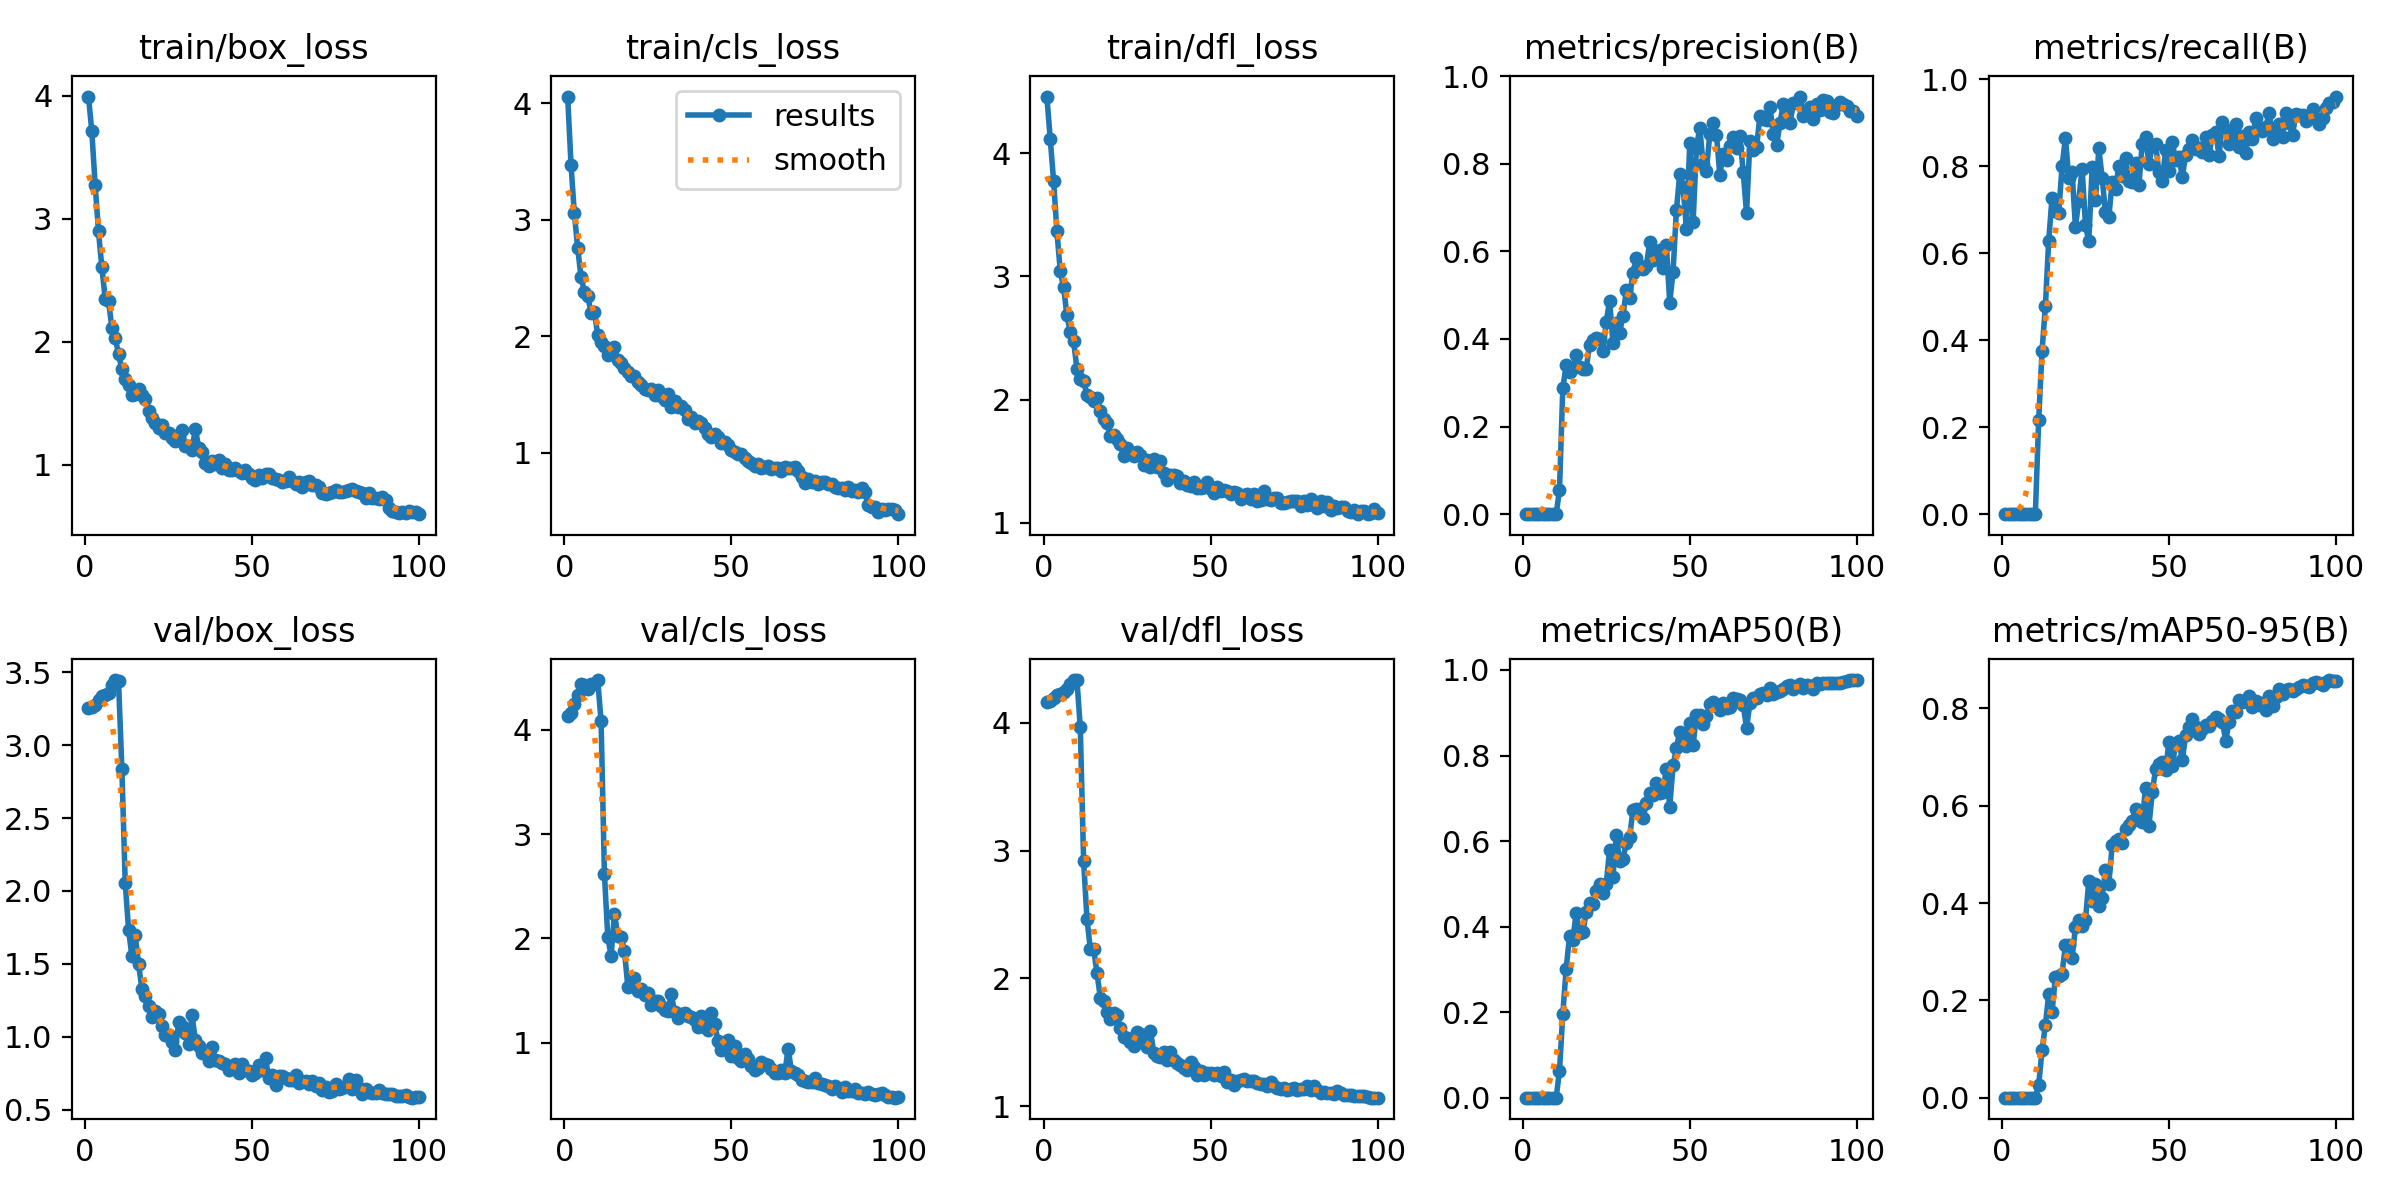 train/box_loss
4
3
2
1
0 50 100
train/cls_loss
results
smooth
4
3
2
1
0 50 100
train/dfl_loss
4
3
2
1
0 50 100
metrics/precision(B)
1.0
0.8
0.6
0.4
0.2
0.0
0 50 100
metrics/recall(B)
1.0
0.8
0.6
0.4
0.2
0.0
0 50 100
val/box_loss
3.5
3.0
2.5
2.0
1.5
1.0
0.5
0 50 100
val/cls_loss
4
3
2
1
0 50 100
val/dfl_loss
4
3
2
1
0 50 100
metrics/mAP50(B)
1.0
0.8
0.6
0.4
0.2
0.0
0 50 100
metrics/mAP50-95(B)
0.8
0.6
0.4
0.2
0.0
0 50 100